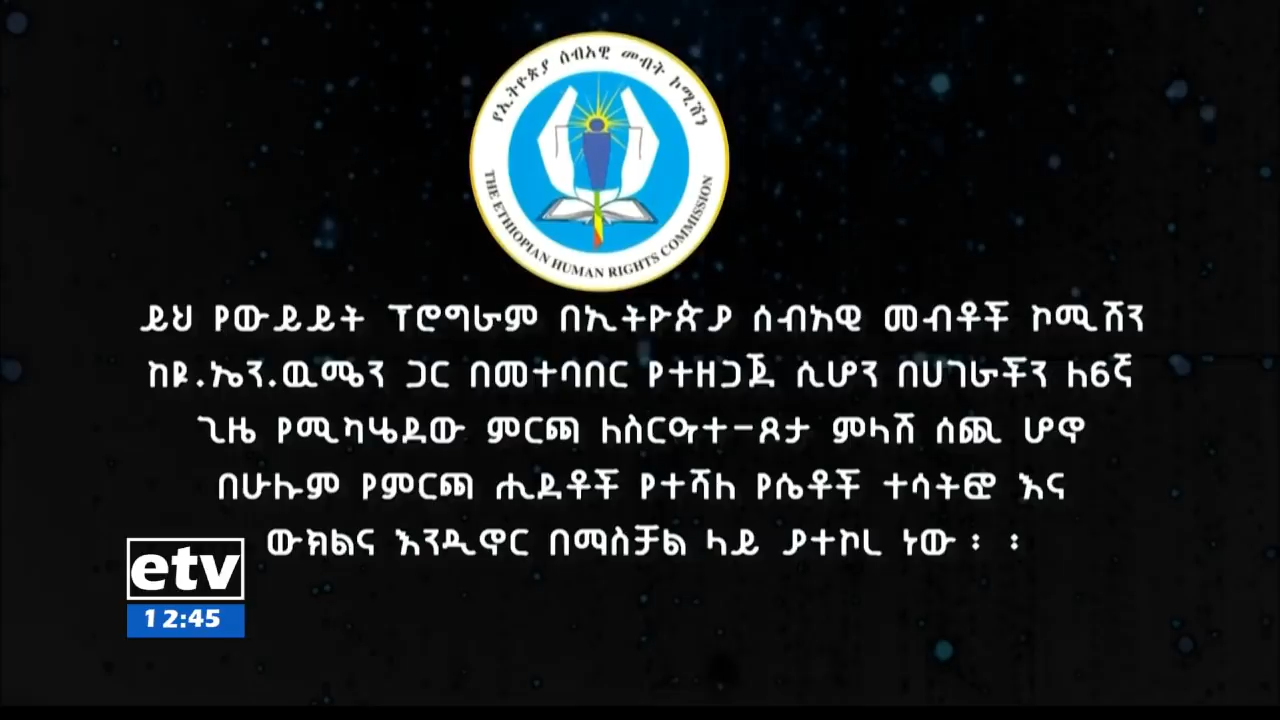 የኢትዮጵያ ሰብአዊ መብት ኮሚሽን
THE ETHIOPIAN HUMAN RIGHTS COMMISSION
ይህ የውይይት ፕሮግራም በኢትዮጵያ ሰብአዊ መብቶች ኮሚሽን
ከዩ.ኤን.ዉሜን ጋር በመተባበር የተዘጋጀ ሲሆን በሀገራችን ለ6ኛ
ጊዜ የሚካሄደው ምርጫ ለስርዓተ-ጾታ ምላሽ ሰጪ ሆኖ
በሁሉም የምርጫ ሒደቶች የተሻለ የሴቶች ተሳትፎ እና
ውክልና እንዲኖር በማስቻል ላይ ያተኮረ ነው፡ ፡
etv
12:45